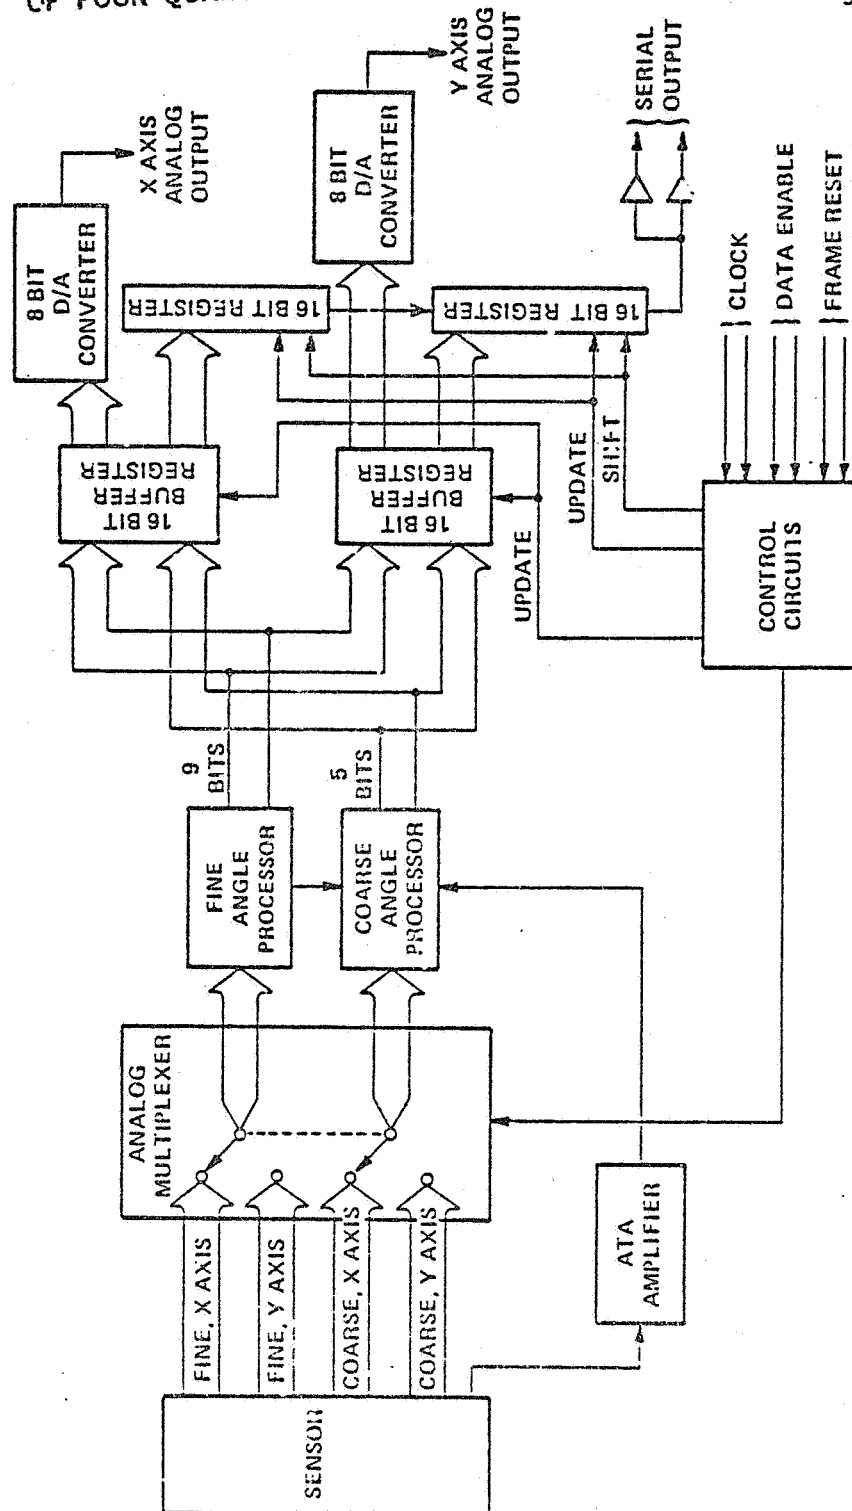 OF POOR
SENSOR
FINE, X AXIS
FINE, Y AXIS
COARSE, X AXIS
COARSE, Y AXIS
ANALOG
MULTIPLEXER
ATA
AMPLIFIER
FINE
ANGLE
PROCESSOR
COARSE
ANGLE
PROCESSOR
9
BITS
5
BITS
16 BIT
BUFFER
REGISTER
16 BIT
BUFFER
REGISTER
UPDATE
UPDATE
8 BIT
D/A
CONVERTER
X AXIS
ANALOG
OUTPUT
16 BIT REGISTER
8 BIT
D/A
CONVERTER
Y AXIS
ANALOG
OUTPUT
16 BIT REGISTER
SERIAL
OUTPUT
CONTROL
CIRCUITS
CLOCK
DATA ENABLE
FRAME RESET